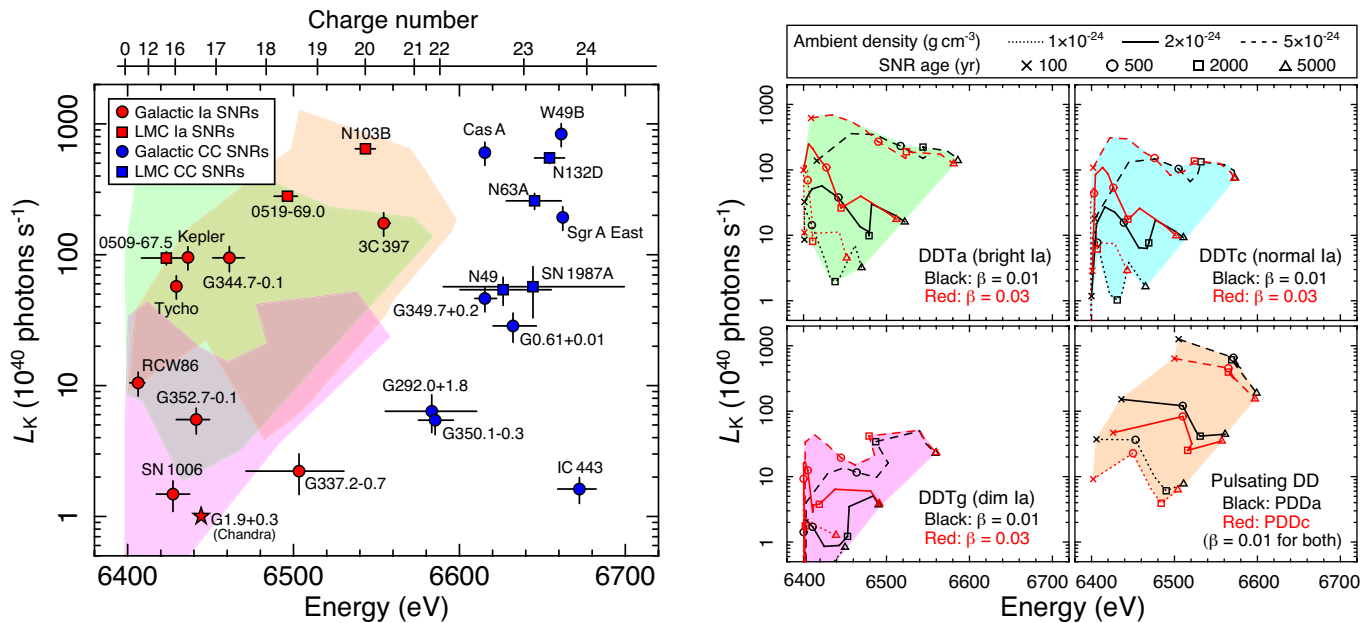 Charge number
0 12 16 17 18 19 20 21 22 23 24
L_K (10^40 photons s^-1)
1000
100
10
1
Galactic Ia SNRs
LMC Ia SNRs
Galactic CC SNRs
LMC CC SNRs
N103B
Cas A
W49B
N132D
N63A
Sgr A East
0519-69.0
3C 397
0509-67.5
Kepler
G344.7-0.1
Tycho
N49
SN 1987A
G349.7+0.2
G0.61+0.01
RCW86
G352.7-0.1
G292.0+1.8
G350.1-0.3
SN 1006
G337.2-0.7
IC 443
G1.9+0.3
(Chandra)
6400 6500 6600 6700
Energy (eV)
Ambient density (g cm^-3) 1×10^-24 2×10^-24 5×10^-24
SNR age (yr) 100 500 2000 5000
L_K (10^40 photons s^-1)
1000
100
10
1
DDTa (bright Ia)
Black: β = 0.01
Red: β = 0.03
DDTc (normal Ia)
Black: β = 0.01
Red: β = 0.03
1000
100
10
1
DDTg (dim Ia)
Black: β = 0.01
Red: β = 0.03
Pulsating DD
Black: PDDa
Red: PDDc
(β = 0.01 for both)
6400 6500 6600 6700
6400 6500 6600 6700
Energy (eV)